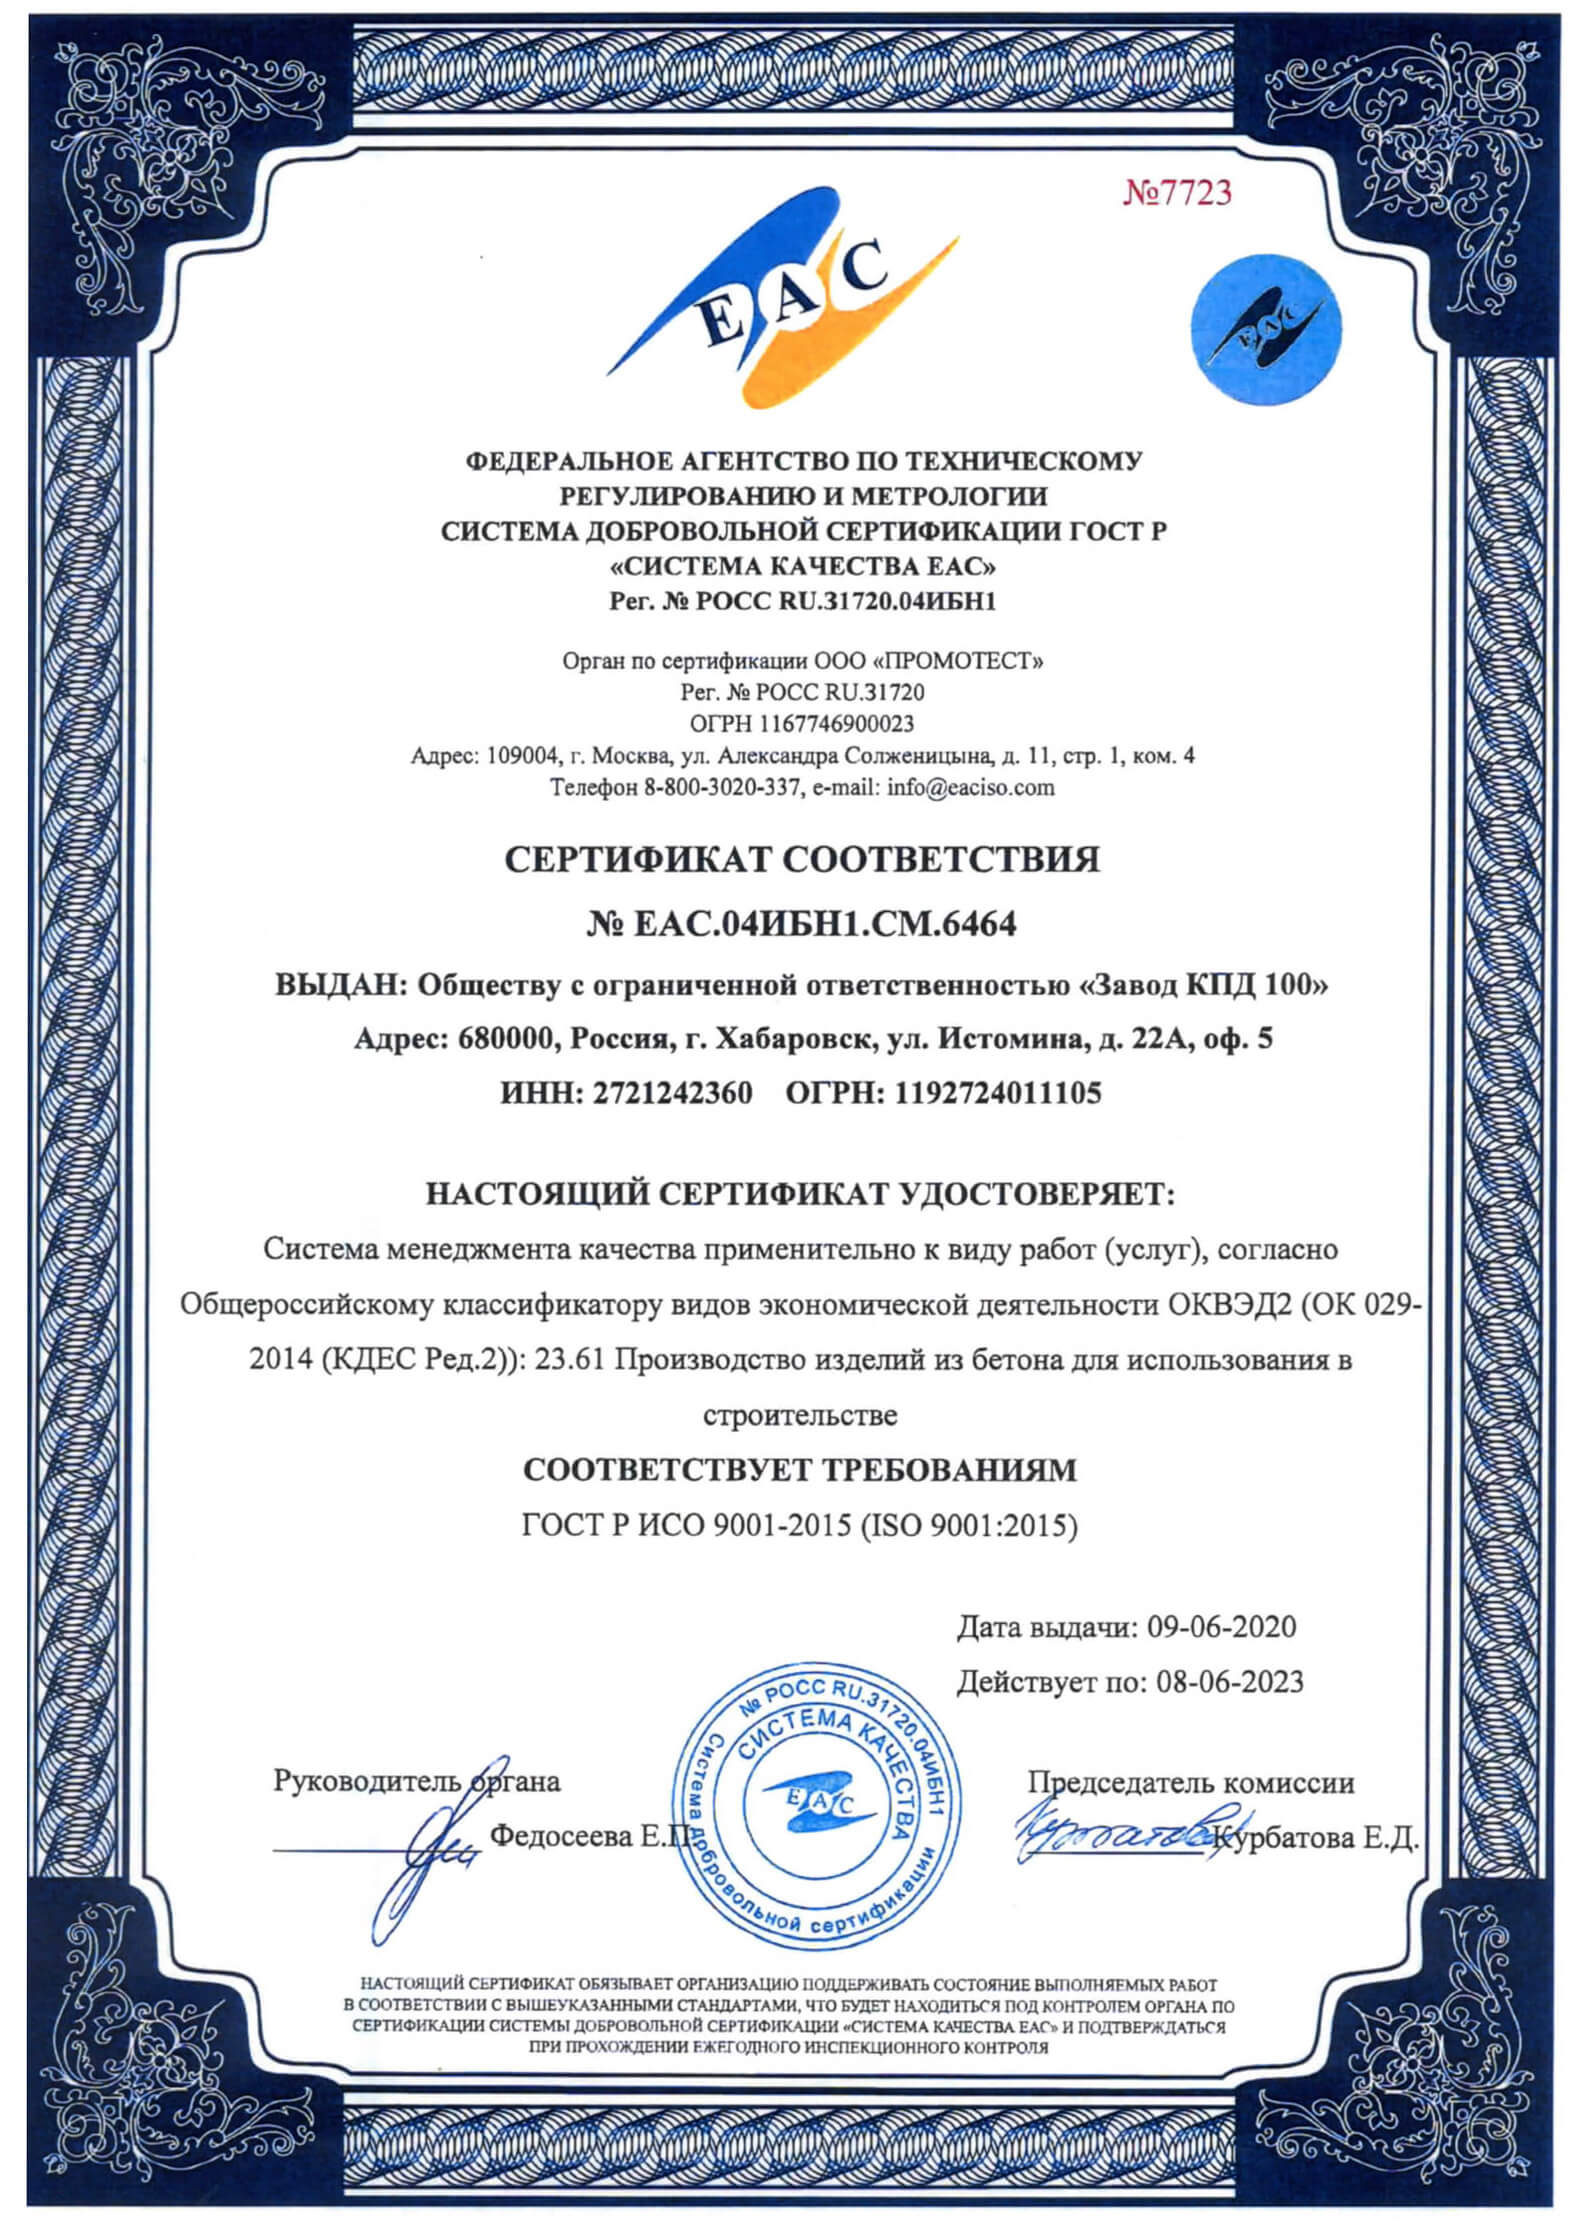 №7723
ЕАС
ЕАС
ФЕДЕРАЛЬНОЕ АГЕНТСТВО ПО ТЕХНИЧЕСКОМУ
РЕГУЛИРОВАНИЮ И МЕТРОЛОГИИ
СИСТЕМА ДОБРОВОЛЬНОЙ СЕРТИФИКАЦИИ ГОСТ Р
«СИСТЕМА КАЧЕСТВА ЕАС»
Рег. № РОСС RU.31720.04ИБН1
Орган по сертификации ООО «ПРОМОТЕСТ»
Рег. № РОСС RU.31720
ОГРН 1167746900023
Адрес: 109004, г. Москва, ул. Александра Солженицына, д. 11, стр. 1, ком. 4
Телефон 8-800-3020-337, e-mail: info@eaciso.com
СЕРТИФИКАТ СООТВЕТСТВИЯ
№ ЕАС.04ИБН1.СМ.6464
ВЫДАН: Обществу с ограниченной ответственностью «Завод КПД 100»
Адрес: 680000, Россия, г. Хабаровск, ул. Истомина, д. 22А, оф. 5
ИНН: 2721242360 ОГРН: 1192724011105
НАСТОЯЩИЙ СЕРТИФИКАТ УДОСТОВЕРЯЕТ:
Система менеджмента качества применительно к виду работ (услуг), согласно
Общероссийскому классификатору видов экономической деятельности ОКВЭД2 (ОК 029-
2014 (КДЕС Ред.2)): 23.61 Производство изделий из бетона для использования в
строительстве
СООТВЕТСТВУЕТ ТРЕБОВАНИЯМ
ГОСТ Р ИСО 9001-2015 (ISO 9001:2015)
Дата выдачи: 09-06-2020
Действует по: 08-06-2023
№ РОСС RU.31720.04ИБН1
Система добровольной сертификации
СИСТЕМА КАЧЕСТВА
ЕАС
Руководитель органа
Федосеева Е.П
Председатель комиссии
Курбатова Е.Д.
НАСТОЯЩИЙ СЕРТИФИКАТ ОБЯЗЫВАЕТ ОРГАНИЗАЦИЮ ПОДДЕРЖИВАТЬ СОСТОЯНИЕ ВЫПОЛНЯЕМЫХ РАБОТ
В СООТВЕТСТВИИ С ВЫШЕУКАЗАННЫМИ СТАНДАРТАМИ, ЧТО БУДЕТ НАХОДИТЬСЯ ПОД КОНТРОЛЕМ ОРГАНА ПО
СЕРТИФИКАЦИИ СИСТЕМЫ ДОБРОВОЛЬНОЙ СЕРТИФИКАЦИИ «СИСТЕМА КАЧЕСТВА ЕАС» И ПОДТВЕРЖДАТЬСЯ
ПРИ ПРОХОЖДЕНИИ ЕЖЕГОДНОГО ИНСПЕКЦИОННОГО КОНТРОЛЯ